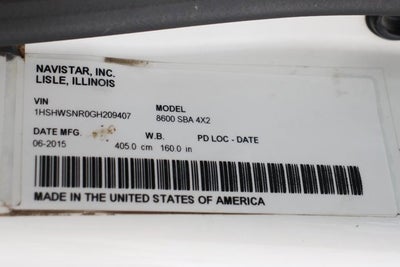 NAVISTAR, INC.
LISLE, ILLINOIS
VIN MODEL
1HSHWSNR0GH209407 8600 SBA 4X2
DATE MFG. W.B. PD LOC - DATE
06-2015 405.0 cm 160.0 in
MADE IN THE UNITED STATES OF AMERICA